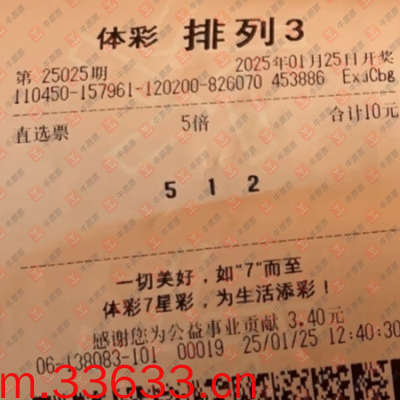 体彩 排列3
第 25025期 2025年01月25日开奖
110450-157961-120200-826070 453886 ExaCbg
直选票 5倍 合计10元
5 1 2
一切美好，如"7"而至
体彩7星彩，为生活添彩！
感谢您为公益事业贡献 3.40元
06-138083-101 00019 25/01/25 12:40:30
m.33633.cn